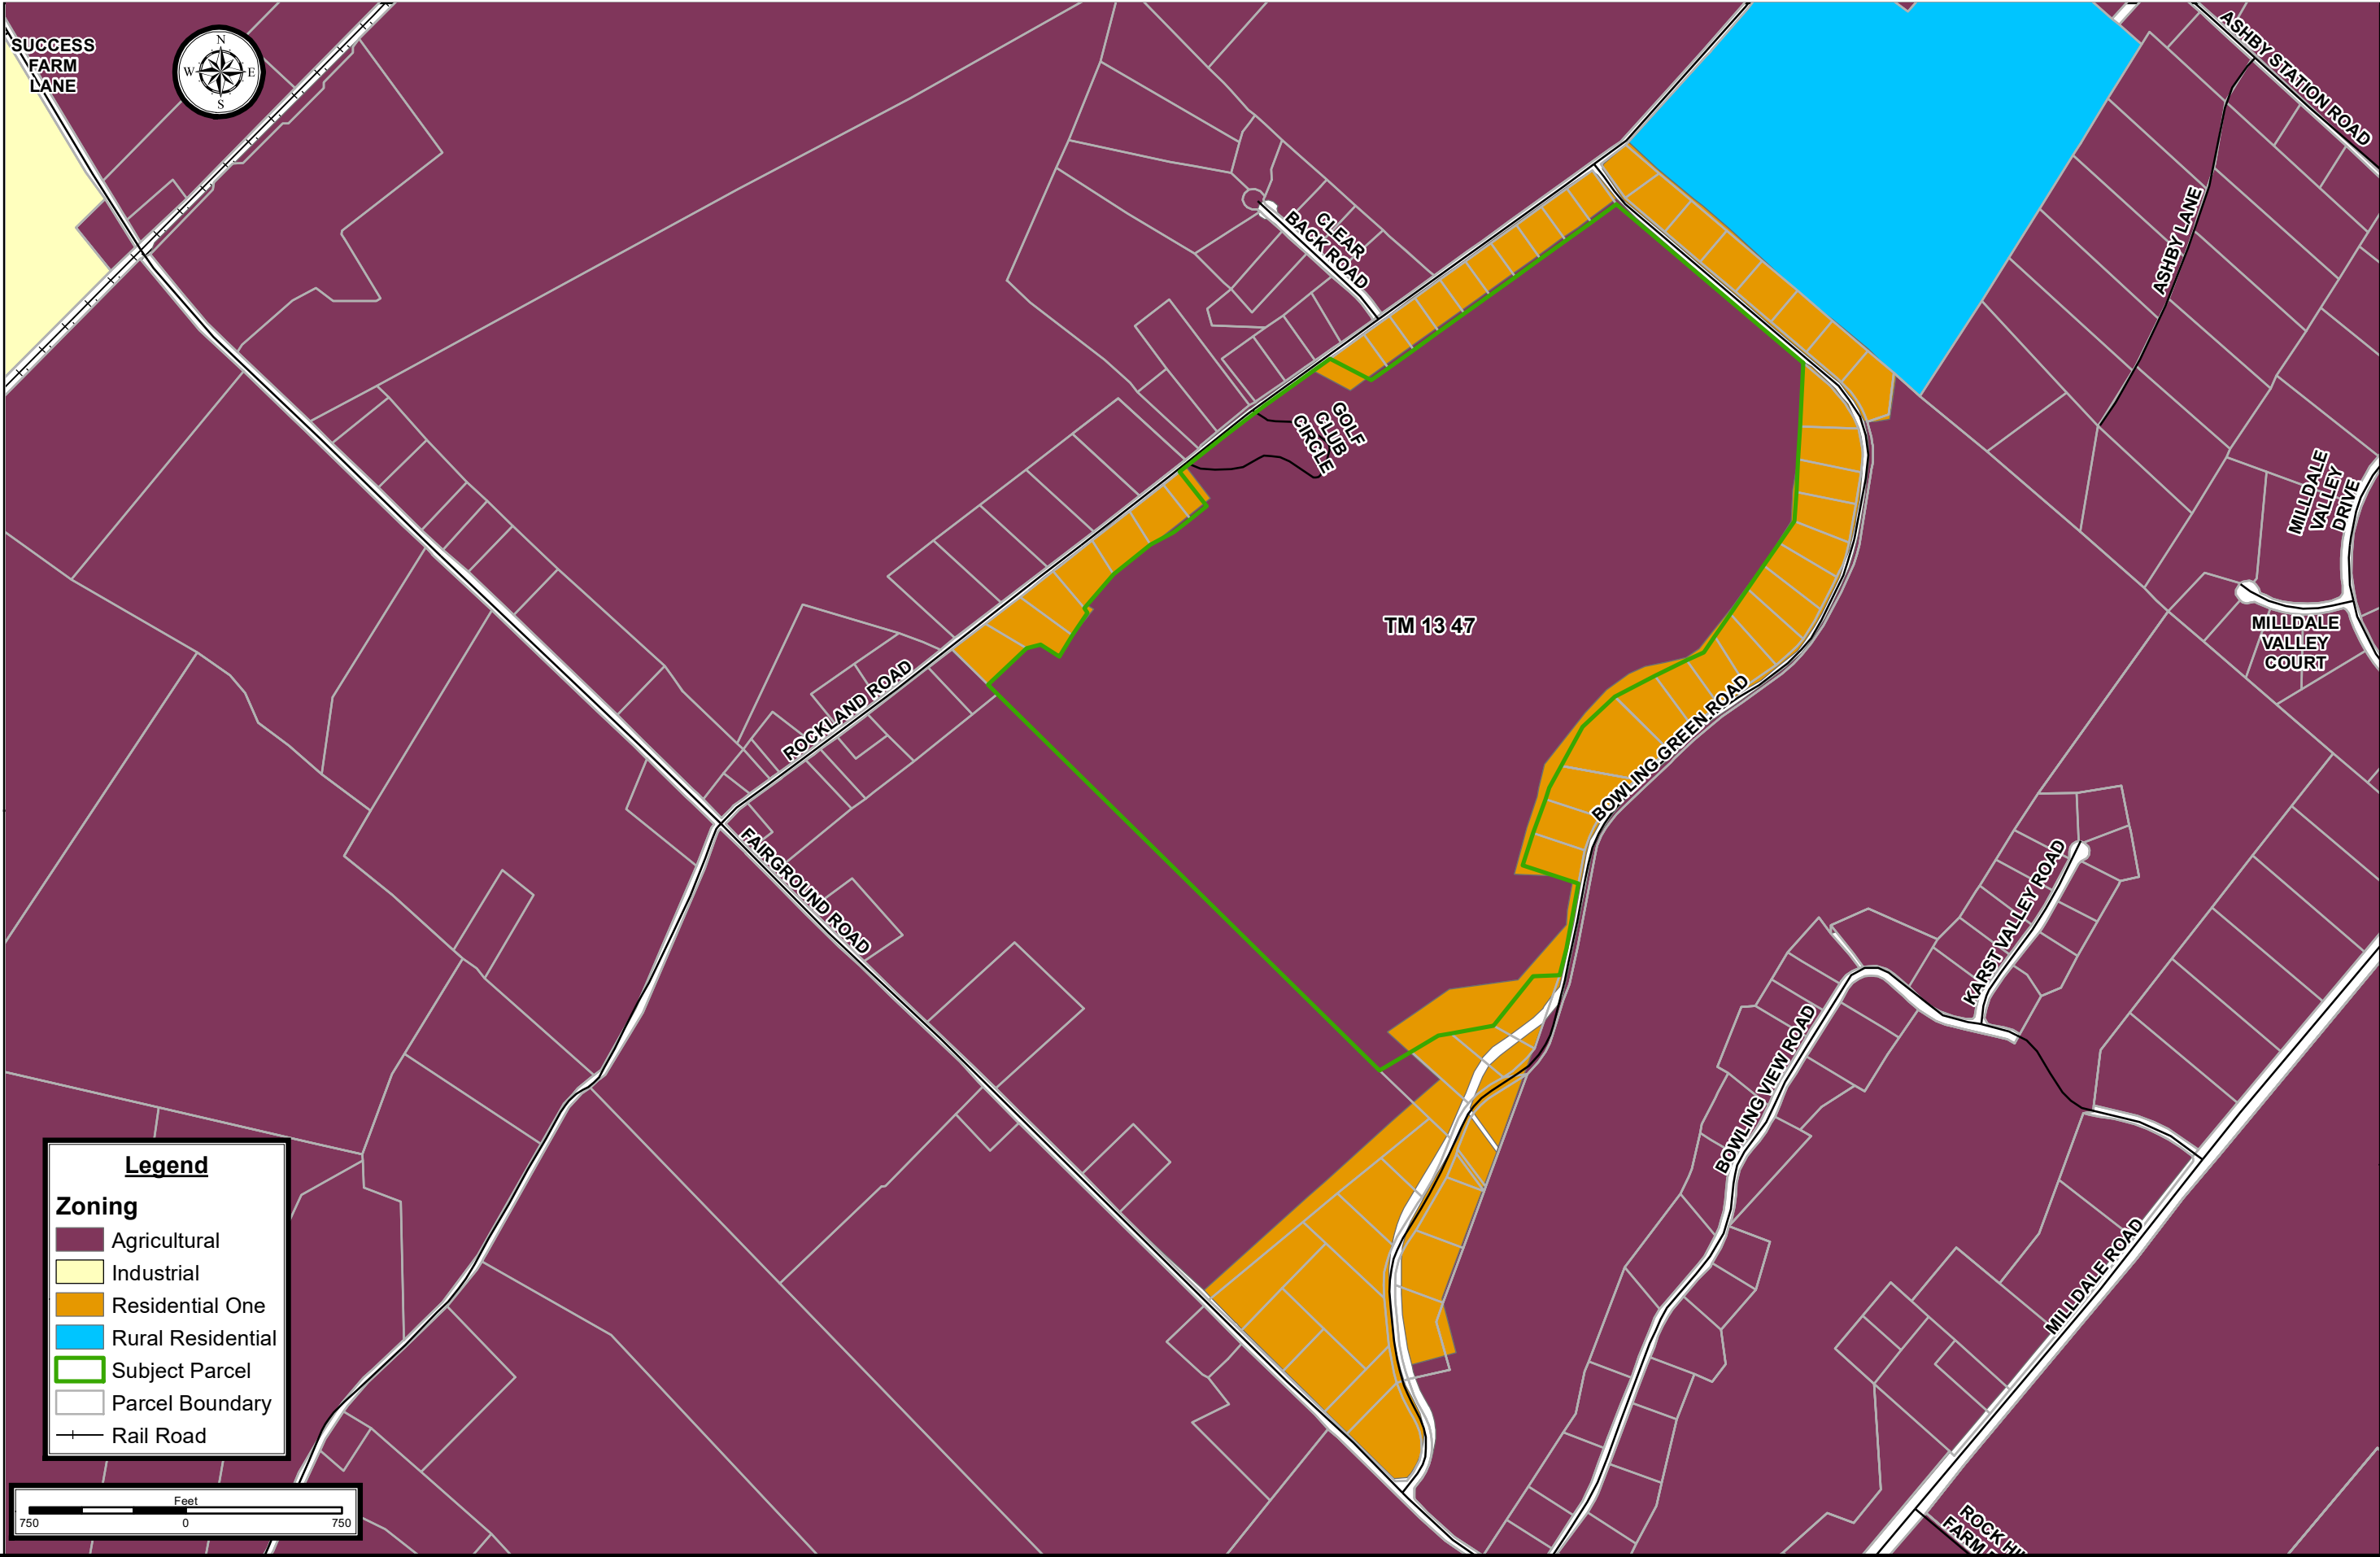 SUCCESS
FARM
LANE
N
W
E
S
ASHBY STATION ROAD
CLEAR
BACK ROAD
ASHBY LANE
GOLF
CLUB
CIRCLE
MILLDALE
VALLEY
DRIVE
TM 13 47
MILLDALE
VALLEY
COURT
ROCKLAND ROAD
BOWLING GREEN ROAD
FAIRGROUND ROAD
KARST VALLEY ROAD
BOWLING VIEW ROAD
MILLDALE ROAD
Legend
Zoning
Agricultural
Industrial
Residential One
Rural Residential
Subject Parcel
Parcel Boundary
Rail Road
Feet
750
0
750
ROCK
FARM